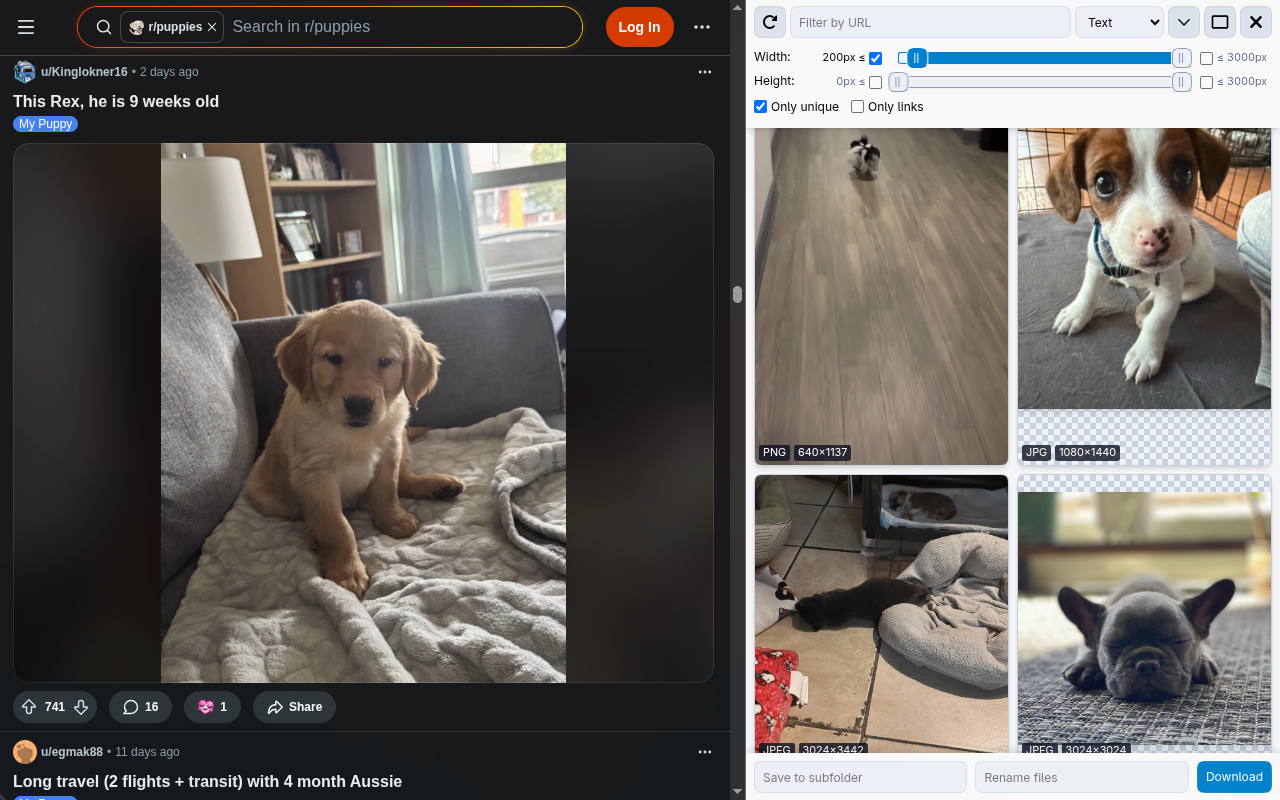 r/puppies
Search in r/puppies
Log In
u/Kinglokner16 • 2 days ago
This Rex, he is 9 weeks old
My Puppy
741
16
1
Share
u/egmak88 • 11 days ago
Long travel (2 flights + transit) with 4 month Aussie
Filter by URL
Text
Width:
200px ≤
≤ 3000px
Height:
0px ≤
≤ 3000px
Only unique
Only links
PNG 640×1137
JPG 1080×1440
JPEG 3024×3442
JPEG 3024×3024
Save to subfolder
Rename files
Download